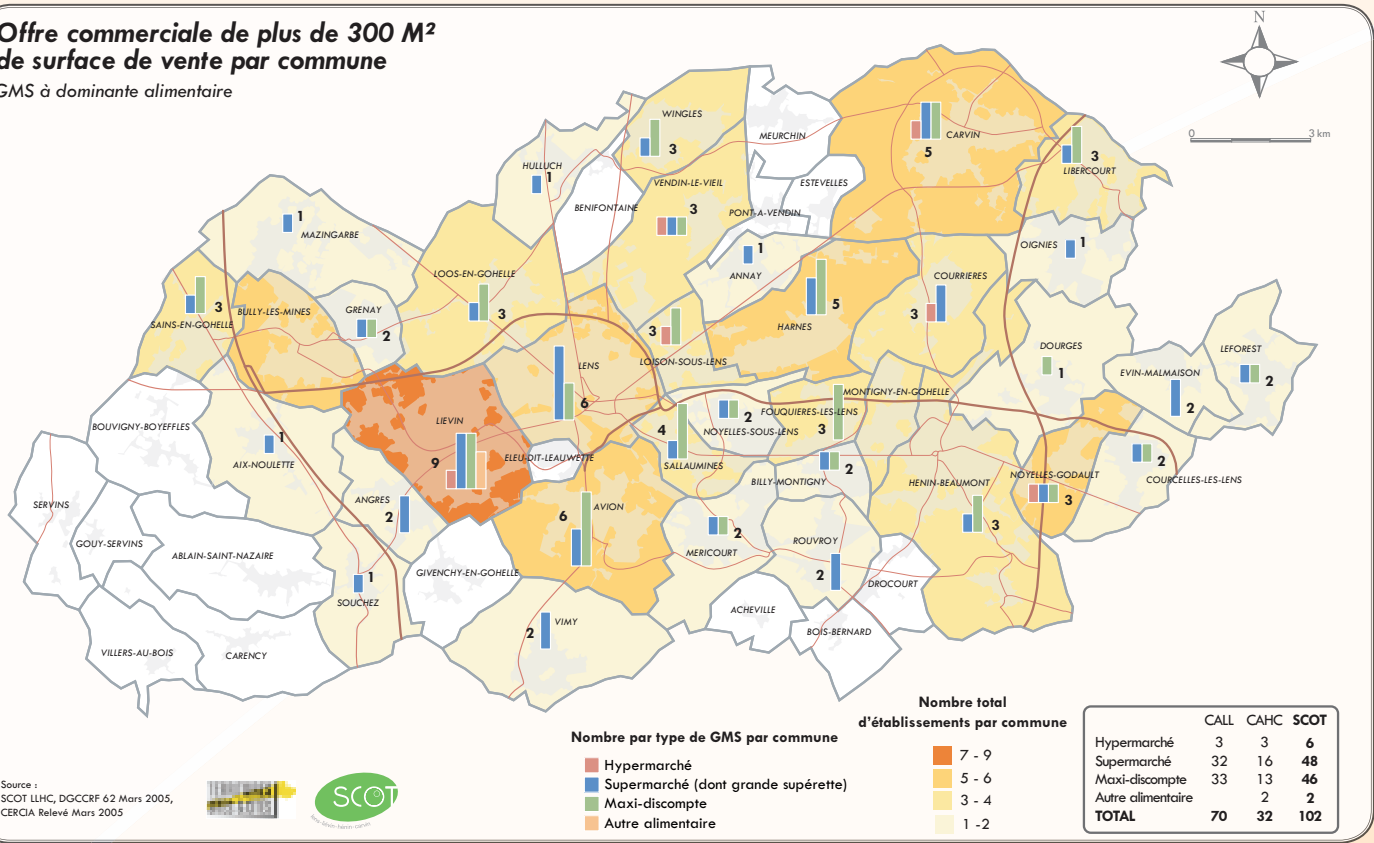 Offre commerciale de plus de 300 M²
de surface de vente par commune
GMS à dominante alimentaire
N
0 3 km
WINGLES
3
MEURCHIN
CARVIN
5
LIBERCOURT
3
HULLUCH
1
BENIFONTAINE
VENDIN-LE-VIEIL
3
ESTEVELLES
PONT-A-VENDIN
MAZINGARBE
1
ANNAY
1
OIGNIES
1
LOOS-EN-GOHELLE
3
COURRIERES
3
HARNES
5
SAINS-EN-GOHELLE
3
BULLY-LES-MINES
GRENAY
2
LOISON-SOUS-LENS
3
DOURGES
1
LEFOREST
2
EVIN-MALMAISON
2
LENS
6
MONTIGNY-EN-GOHELLE
FOUQUIERES-LES-LENS
3
NOYELLES-SOUS-LENS
2
BOUVIGNY-BOYEFFLES
AIX-NOULETTE
1
LIEVIN
9
ELEU-DIT-LEAUWETTE
SALLAUMINES
4
BILLY-MONTIGNY
2
HENIN-BEAUMONT
3
NOYELLES-GODAULT
3
COURCELLES-LES-LENS
2
SERVINS
ANGRES
2
AVION
6
GOUY-SERVINS
ABLAIN-SAINT-NAZAIRE
GIVENCHY-EN-GOHELLE
MERICOURT
2
ROUVROY
2
DROCOURT
SOUCHEZ
1
ACHEVILLE
VIMY
2
BOIS-BERNARD
VILLERS-AU-BOIS
CARENCY
Source :
SCOT LLHC, DGCCRF 62 Mars 2005,
CERCIA Relevé Mars 2005
SCOT
Nombre par type de GMS par commune
Hypermarché
Supermarché (dont grande supérette)
Maxi-discompte
Autre alimentaire
Nombre total
d'établissements par commune
7 - 9
5 - 6
3 - 4
1 -2
CALL CAHC SCOT
Hypermarché 3 3 6
Supermarché 32 16 48
Maxi-discompte 33 13 46
Autre alimentaire 2 2
TOTAL 70 32 102